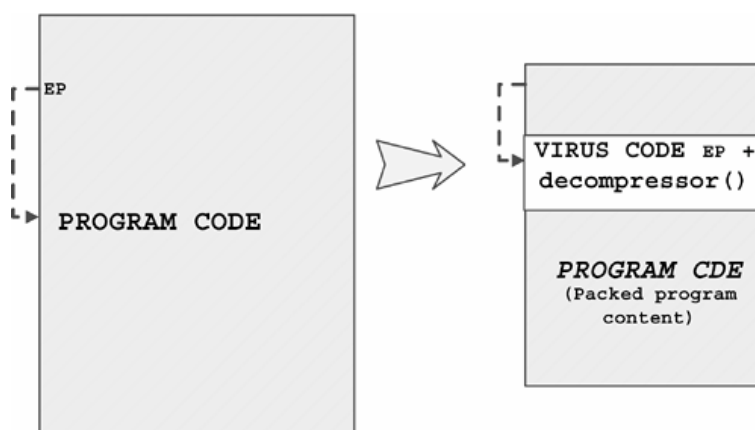 EP
PROGRAM CODE
VIRUS CODE EP +
decompressor()
PROGRAM CDE
(Packed program
content)